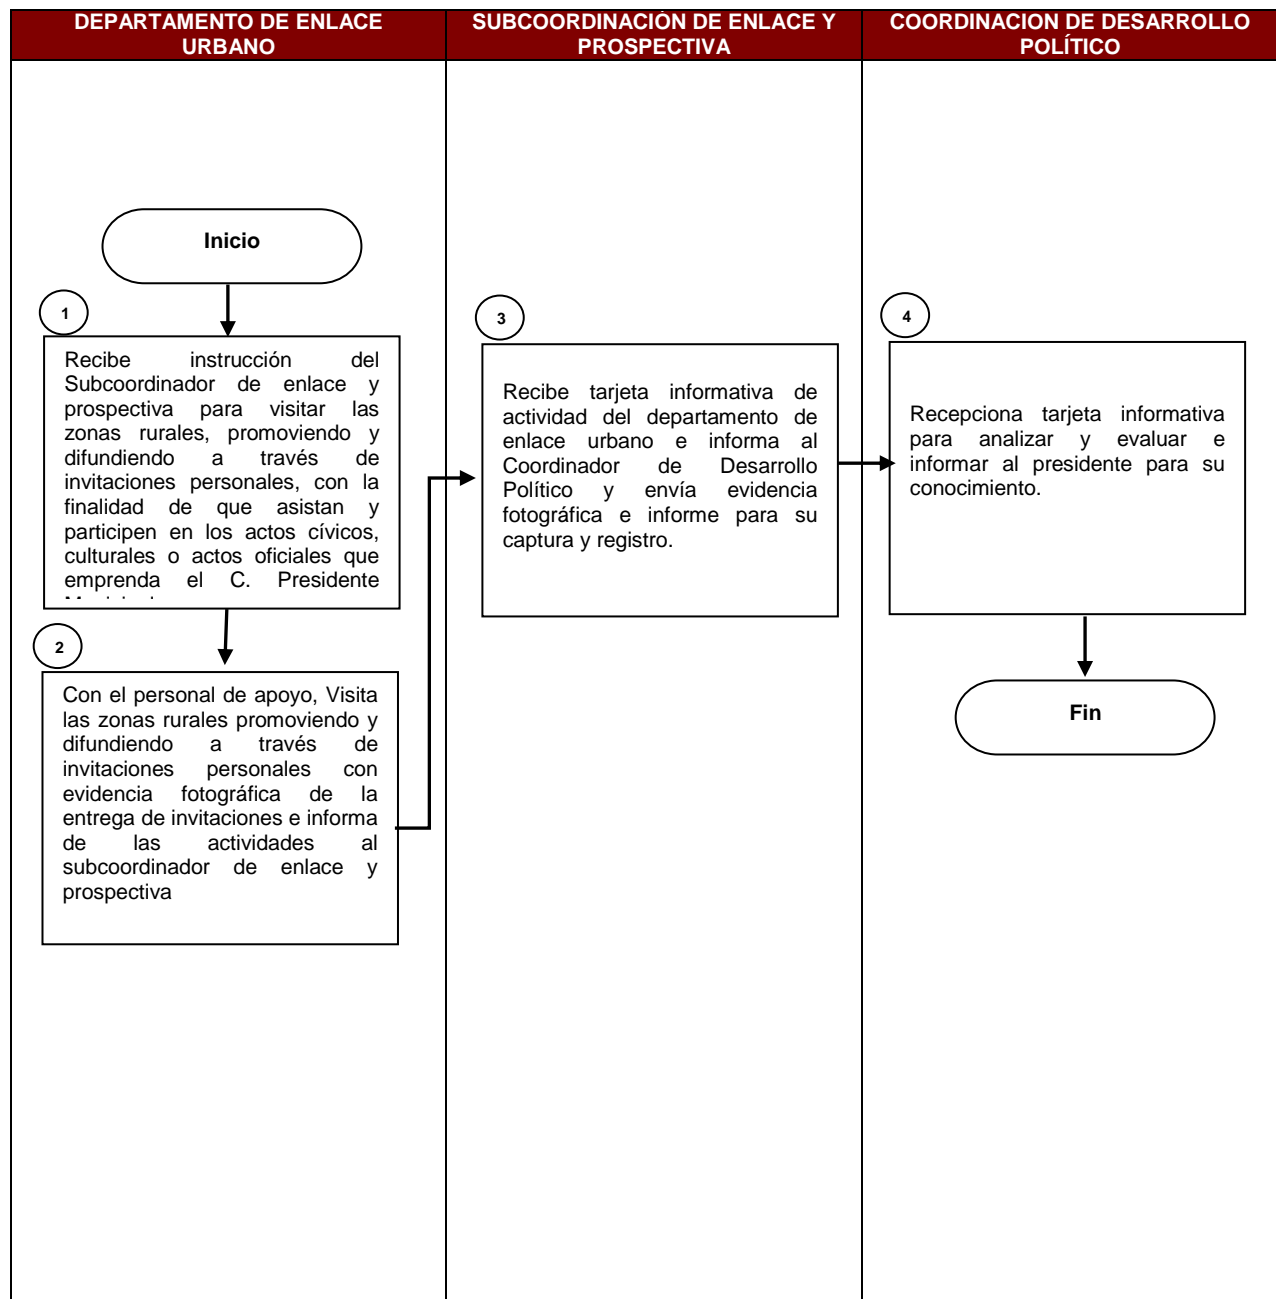 DEPARTAMENTO DE ENLACE
URBANO
SUBCOORDINACIÓN DE ENLACE Y
PROSPECTIVA
COORDINACION DE DESARROLLO
POLÍTICO
Inicio
1
Recibe instrucción del
Subcoordinador de enlace y
prospectiva para visitar las
zonas rurales, promoviendo y
difundiendo a través de
invitaciones personales, con la
finalidad de que asistan y
participen en los actos cívicos,
culturales o actos oficiales que
emprenda el C. Presidente
2
Con el personal de apoyo, Visita
las zonas rurales promoviendo y
difundiendo a través de
invitaciones personales con
evidencia fotográfica de la
entrega de invitaciones e informa
de las actividades al
subcoordinador de enlace y
prospectiva
3
Recibe tarjeta informativa de
actividad del departamento de
enlace urbano e informa al
Coordinador de Desarrollo
Político y envía evidencia
fotográfica e informe para su
captura y registro.
4
Recepciona tarjeta informativa
para analizar y evaluar e
informar al presidente para su
conocimiento.
Fin